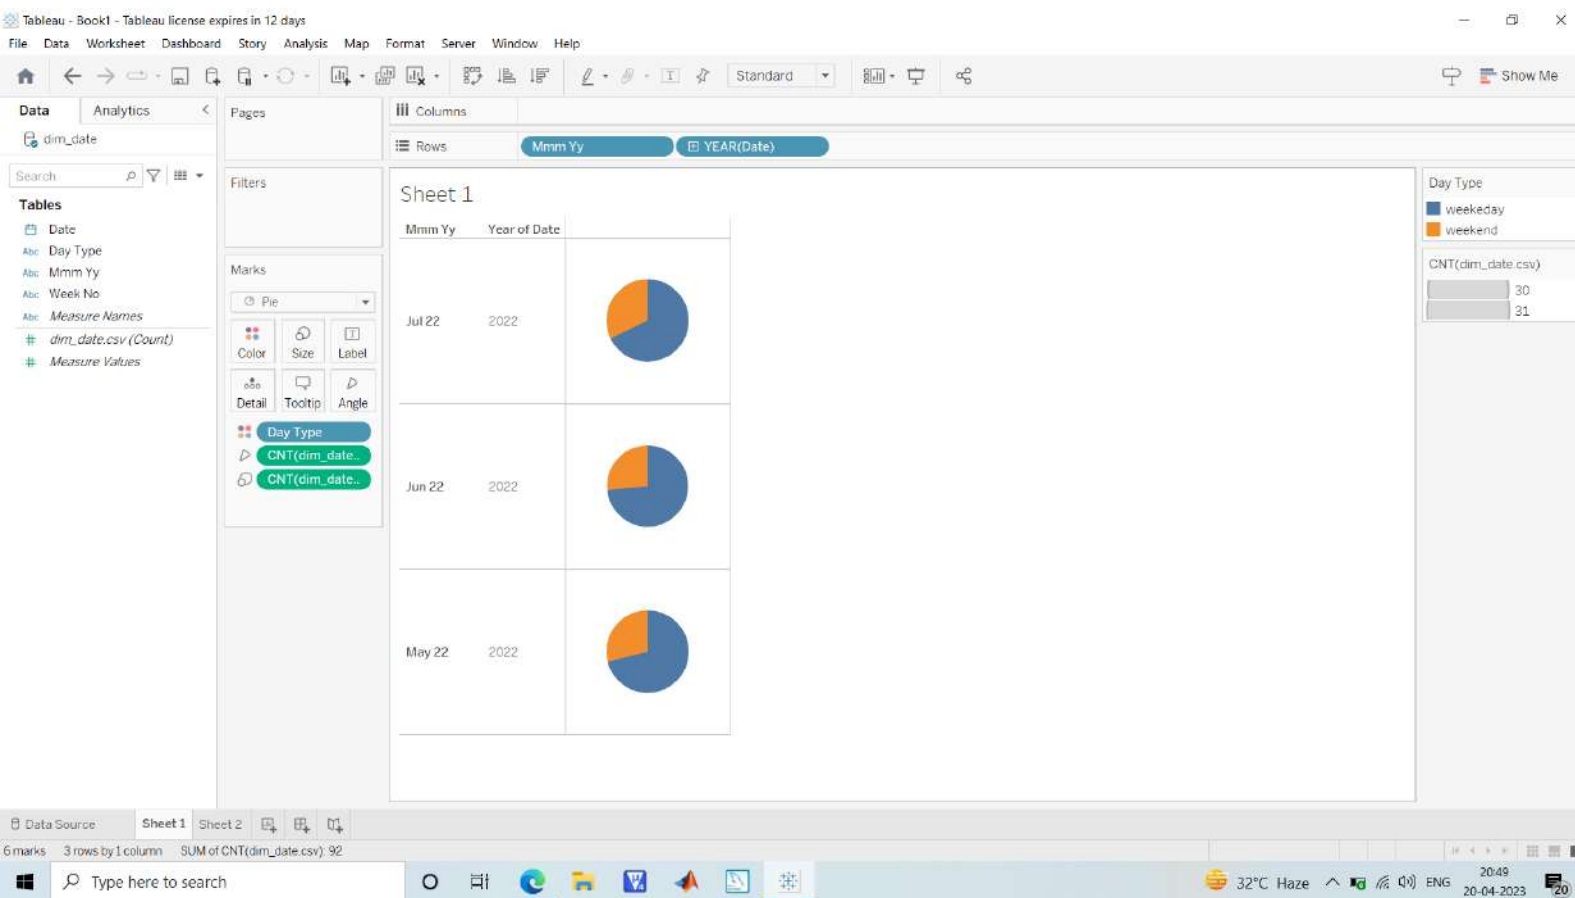 Tableau - Book1 - Tableau license expires in 12 days
File Data Worksheet Dashboard Story Analysis Map Format Server Window Help
Standard
Show Me
Data Analytics
dim_date
Search
Tables
Date
Abc Day Type
Abc Mmm Yy
Abc Week No
Abc Measure Names
# dim_date.csv (Count)
# Measure Values
Pages
Filters
Marks
Pie
Color Size Label
Detail Tooltip Angle
Day Type
CNT(dim_date..
CNT(dim_date..
Columns
Rows Mmm Yy YEAR(Date)
Sheet 1
Mmm Yy Year of Date
Jul 22 2022
Jun 22 2022
May 22 2022
Day Type
weekeday
weekend
CNT(dim_date.csv)
30
31
Data Source Sheet 1 Sheet 2
6 marks 3 rows by 1 column SUM of CNT(dim_date.csv): 92
Type here to search
32°C Haze
ENG
20:49
20-04-2023
20